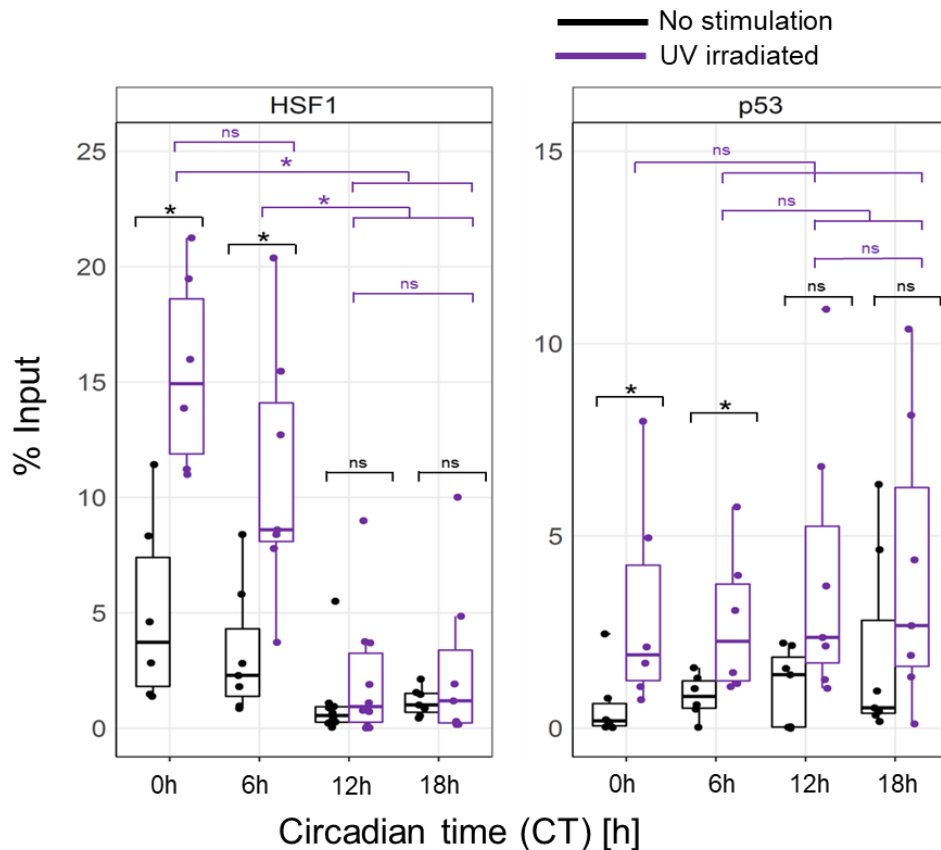 No stimulation
UV irradiated
HSF1
p53
% Input
25
20
15
10
5
0
ns
*
*
*
*
ns
ns
ns
0h
6h
12h
18h
15
10
5
0
ns
ns
ns
ns
ns
*
*
0h
6h
12h
18h
Circadian time (CT) [h]